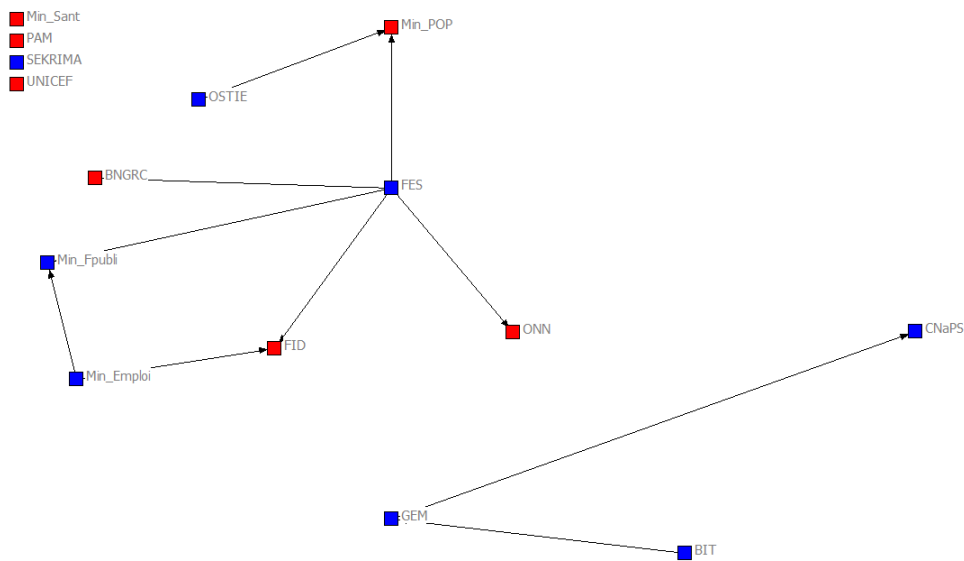 Min_Sant
PAM
SEKRIMA
UNICEF
Min_POP
OSTIE
BNGRC
FES
Min_Fpubli
ONN
CNaPS
FID
Min_Emploi
GEM
BIT